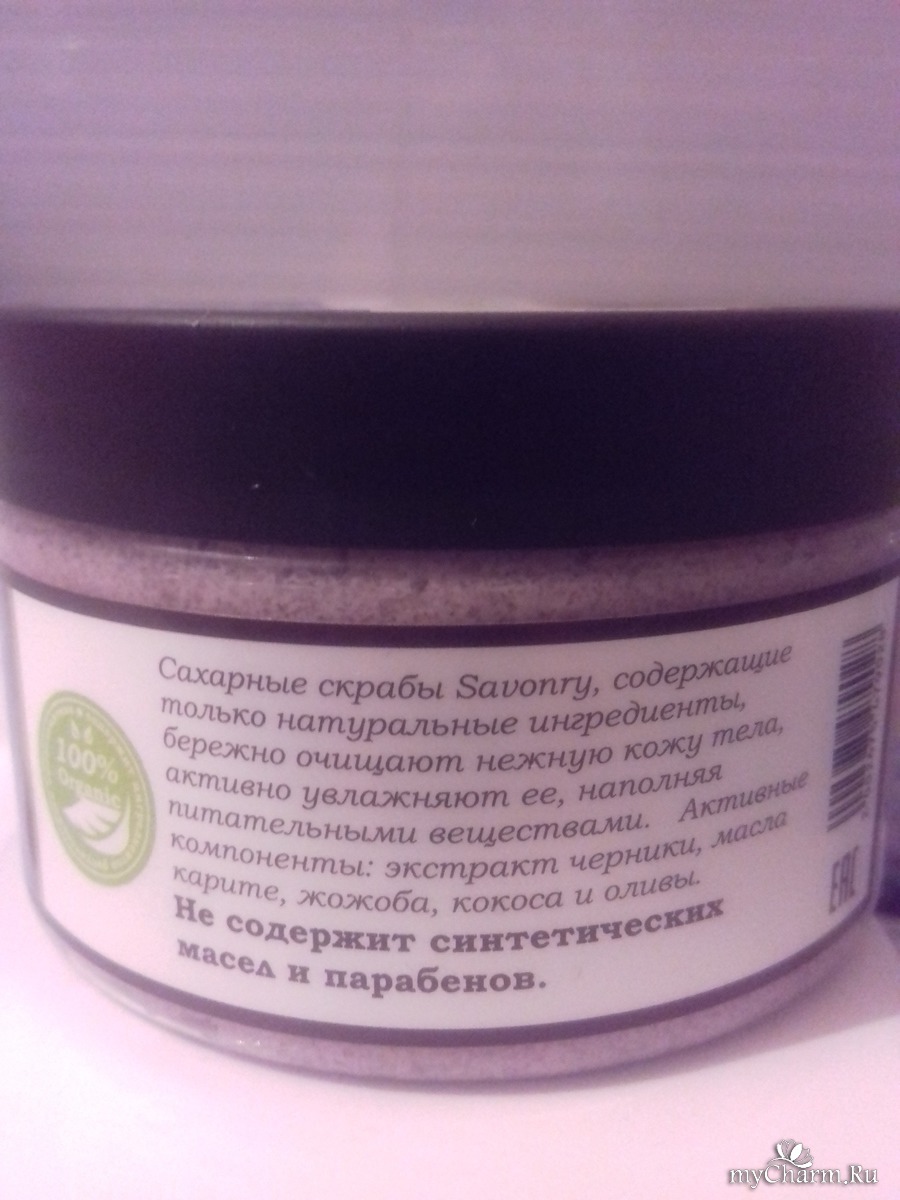 Сахарные скрабы Savonry, содержащие
только натуральные ингредиенты,
бережно очищают нежную кожу тела,
активно увлажняют ее, наполняя
питательными веществами. Активные
компоненты: экстракт черники, масла
карите, жожоба, кокоса и оливы.
Не содержит синтетических
масел и парабенов.
100%
Organic
EAC
myCharm.Ru